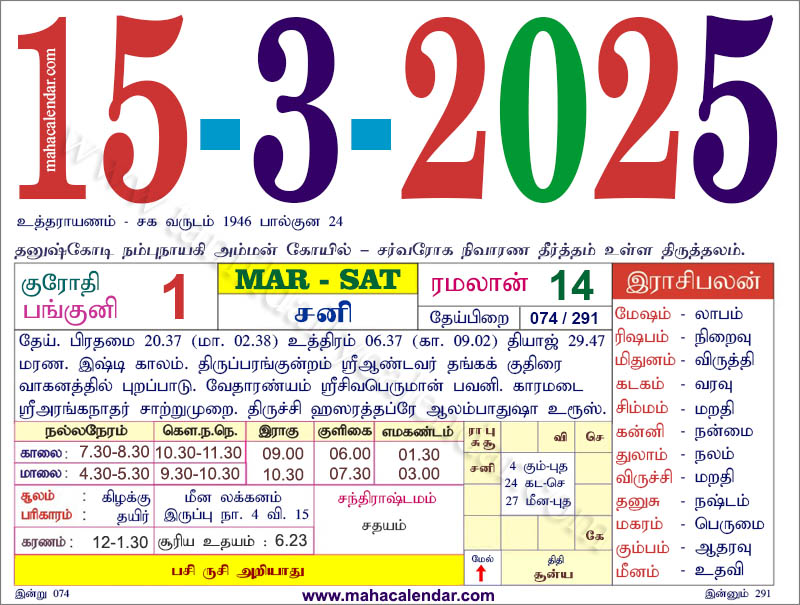 mahacalendar.com
15-3-2025
உத்தராயணம் - சக வருடம் 1946 பால்குன 24
தனுஷ்கோடி நம்புநாயகி அம்மன் கோயில் – சர்வரோக நிவாரண தீர்த்தம் உள்ள திருத்தலம்.
குரோதி
பங்குனி 1
MAR - SAT
சனி
ரமலான் 14
தேய்பிறை 074 / 291
தேய். பிரதமை 20.37 (மா. 02.38) உத்திரம் 06.37 (கா. 09.02) தியாஜ் 29.47
மரண. இஷ்டி காலம். திருப்பரங்குன்றம் ஸ்ரீஆண்டவர் தங்கக் குதிரை
வாகனத்தில் புறப்பாடு. வேதாரண்யம் ஸ்ரீசிவபெருமான் பவனி. காரமடை
ஸ்ரீஅரங்கநாதர் சாற்றுமுறை. திருச்சி ஹஸரத்தப்ரே ஆலம்பாதுஷா உரூஸ்.
நல்லநேரம் கௌ.ந.நெ. இராகு குளிகை எமகண்டம்
காலை: 7.30-8.30 10.30-11.30 09.00 06.00 01.30
மாலை: 4.30-5.30 9.30-10.30 10.30 07.30 03.00
சூலம் : கிழக்கு மீன லக்கனம்
பரிகாரம் : தயிர் இருப்பு நா. 4 வி. 15
சந்திராஷ்டமம்
சதயம்
கரணம்: 12-1.30 சூரிய உதயம் : 6.23
பசி ருசி அறியாது
ரா பு
சு சூ
வி செ
சனி
4 கும்-புத
24 கட-செ
27 மீன-புத
கே
மேல்
திதி
சூன்ய
இராசிபலன்
மேஷம் - லாபம்
ரிஷபம் - நிறைவு
மிதுனம் - விருத்தி
கடகம் - வரவு
சிம்மம் - மறதி
கன்னி - நன்மை
துலாம் - நலம்
விருச்சி - மறதி
தனுசு - நஷ்டம்
மகரம் - பெருமை
கும்பம் - ஆதரவு
மீனம் - உதவி
இன்று 074
www.mahacalendar.com
இன்னும் 291